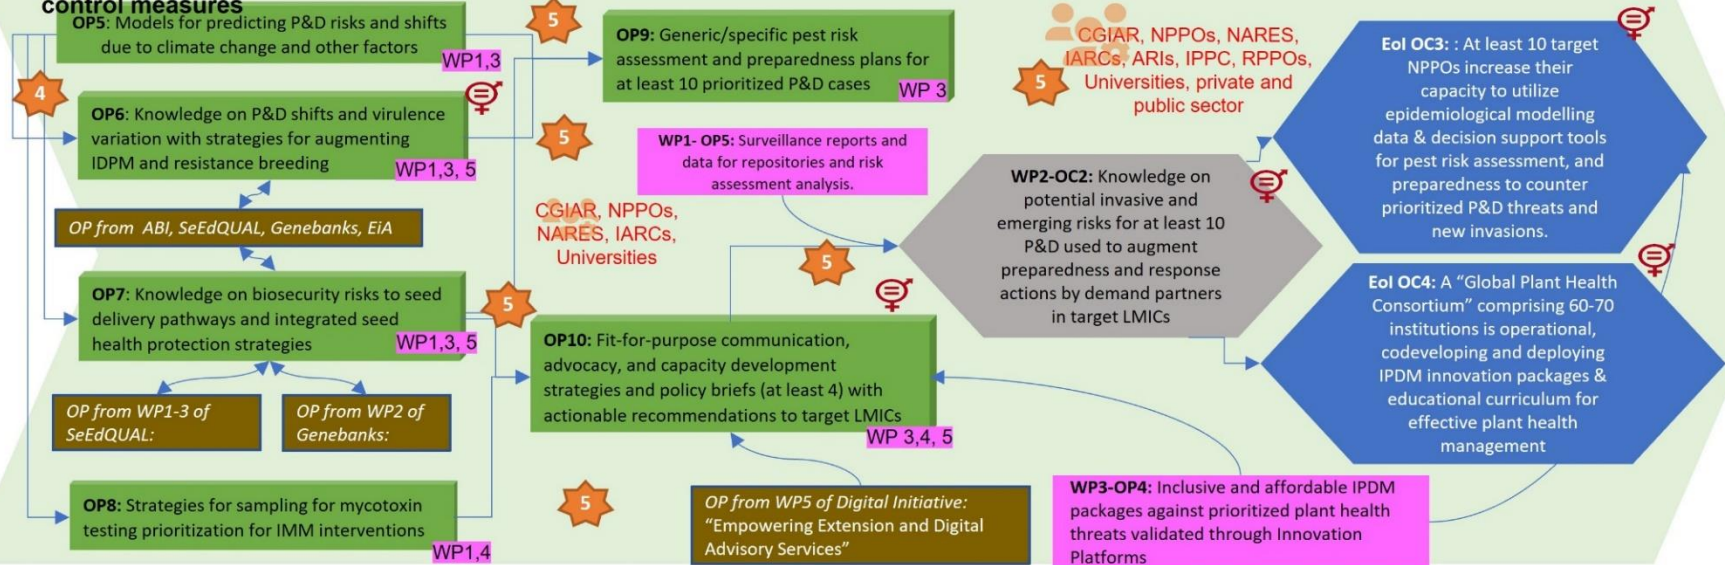 control measures
OP5: Models for predicting P&D risks and shifts
due to climate change and other factors
WP1,3
4
OP6: Knowledge on P&D shifts and virulence
variation with strategies for augmenting
IDPM and resistance breeding
WP1,3, 5
OP from  ABI, SeEdQUAL, Genebanks, EiA
OP7: Knowledge on biosecurity risks to seed
delivery pathways and integrated seed
health protection strategies
WP1,3, 5
OP from WP1-3 of
SeEdQUAL:
OP from WP2 of
Genebanks:
OP8: Strategies for sampling for mycotoxin
testing prioritization for IMM interventions
WP1,4
5
5
5
5
OP9: Generic/specific pest risk
assessment and preparedness plans for
at least 10 prioritized P&D cases
WP 3
CGIAR, NPPOs,
NARES, IARCs,
Universities
WP1- OP5: Surveillance reports and
data for repositories and risk
assessment analysis.
5
OP10: Fit-for-purpose communication,
advocacy, and capacity development
strategies and policy briefs (at least 4) with
actionable recommendations to target LMICs
WP 3,4, 5
OP from WP5 of Digital Initiative:
“Empowering Extension and Digital
Advisory Services”
5
CGIAR, NPPOs, NARES,
IARCs, ARIs, IPPC, RPPOs,
Universities, private and
public sector
WP2-OC2: Knowledge on
potential invasive and
emerging risks for at least 10
P&D used to augment
preparedness and response
actions by demand partners
in target LMICs
WP3-OP4: Inclusive and affordable IPDM
packages against prioritized plant health
threats validated through Innovation
Platforms
EoI OC3: : At least 10 target
NPPOs increase their
capacity to utilize
epidemiological modelling
data & decision support tools
for pest risk assessment, and
preparedness to counter
prioritized P&D threats and
new invasions.
EoI OC4: A “Global Plant Health
Consortium” comprising 60-70
institutions is operational,
codeveloping and deploying
IPDM innovation packages &
educational curriculum for
effective plant health
management